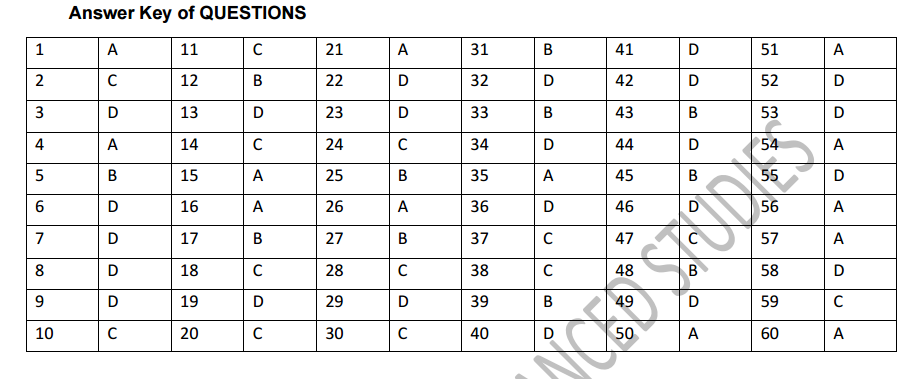 Answer Key of QUESTIONS
1 A 11 C 21 A 31 B 41 D 51 A
2 C 12 B 22 D 32 D 42 D 52 D
3 D 13 D 23 D 33 B 43 B 53 D
4 A 14 C 24 C 34 D 44 D 54 A
5 B 15 A 25 B 35 A 45 B 55 D
6 D 16 A 26 A 36 D 46 D 56 A
7 D 17 B 27 B 37 C 47 C 57 A
8 D 18 C 28 C 38 C 48 B 58 D
9 D 19 D 29 D 39 B 49 D 59 C
10 C 20 C 30 C 40 D 50 A 60 A
NCED STUDIES